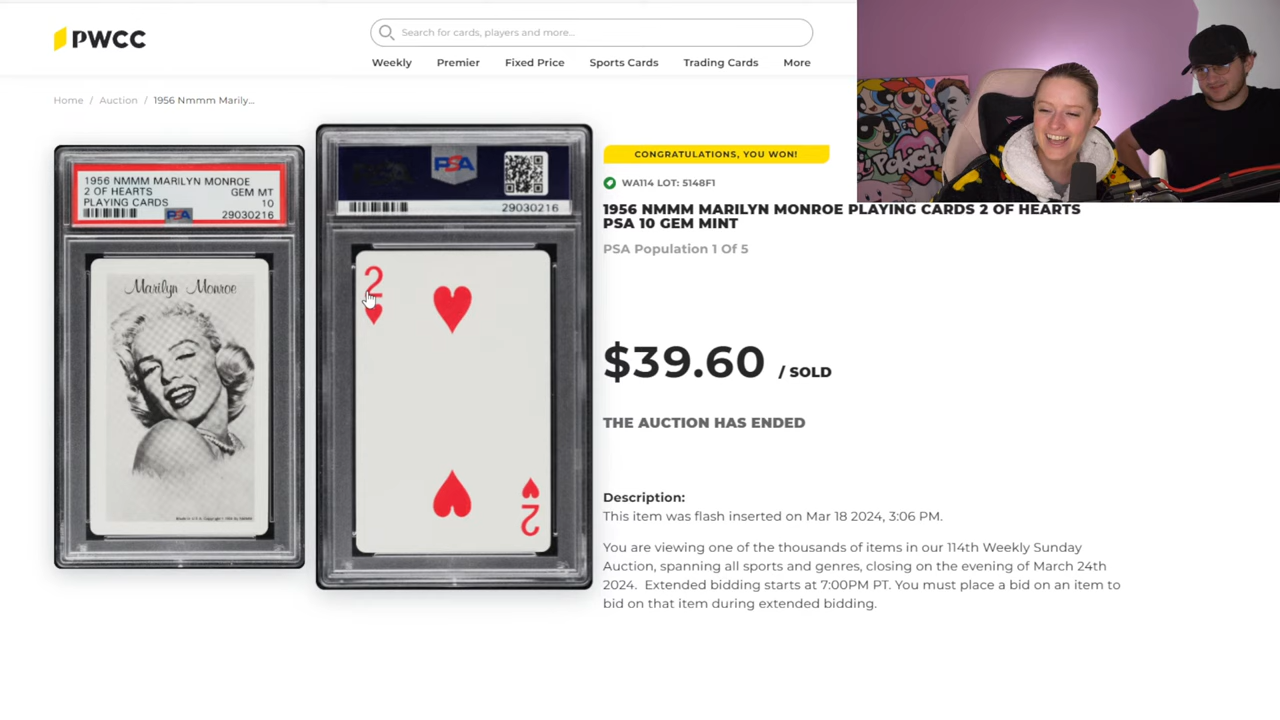 PWCC
Search for cards, players and more...
Weekly
Premier
Fixed Price
Sports Cards
Trading Cards
More
Home / Auction / 1956 Nmmm Marily...
1956 NMMM MARILYN MONROE
2 OF HEARTS GEM MT
PLAYING CARDS 10
PSA 29030216
Marilyn Monroe
PSA
29030216
2
2
CONGRATULATIONS, YOU WON!
WA114 LOT: 5148F1
1956 NMMM MARILYN MONROE PLAYING CARDS 2 OF HEARTS
PSA 10 GEM MINT
PSA Population 1 Of 5
$39.60 / SOLD
THE AUCTION HAS ENDED
Description:
This item was flash inserted on Mar 18 2024, 3:06 PM.
You are viewing one of the thousands of items in our 114th Weekly Sunday
Auction, spanning all sports and genres, closing on the evening of March 24th
2024.  Extended bidding starts at 7:00PM PT. You must place a bid on an item to
bid on that item during extended bidding.